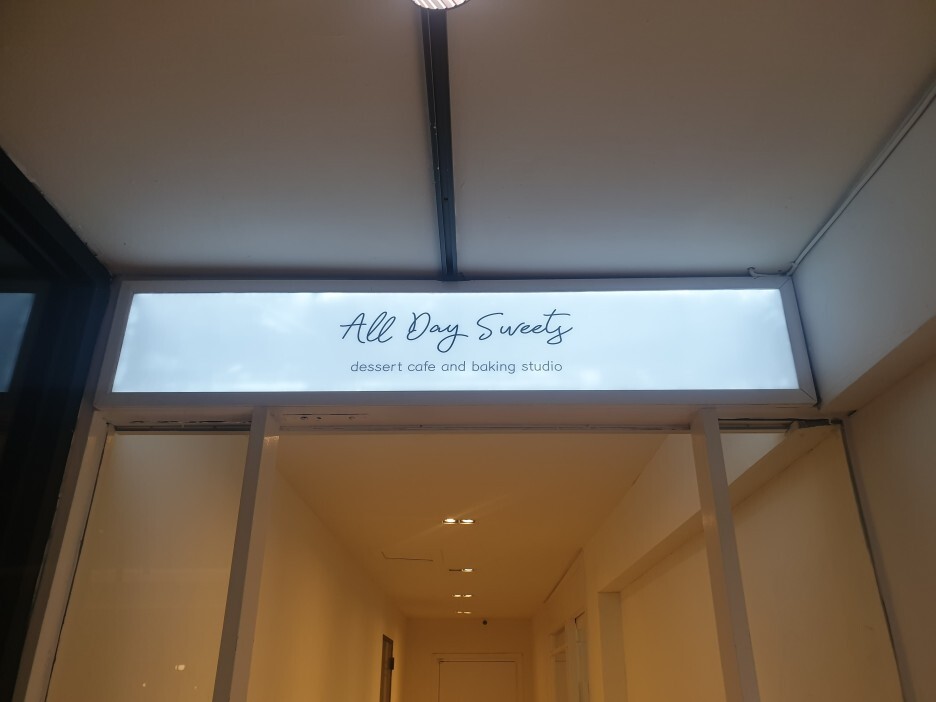 All Day Sweets
dessert cafe and baking studio